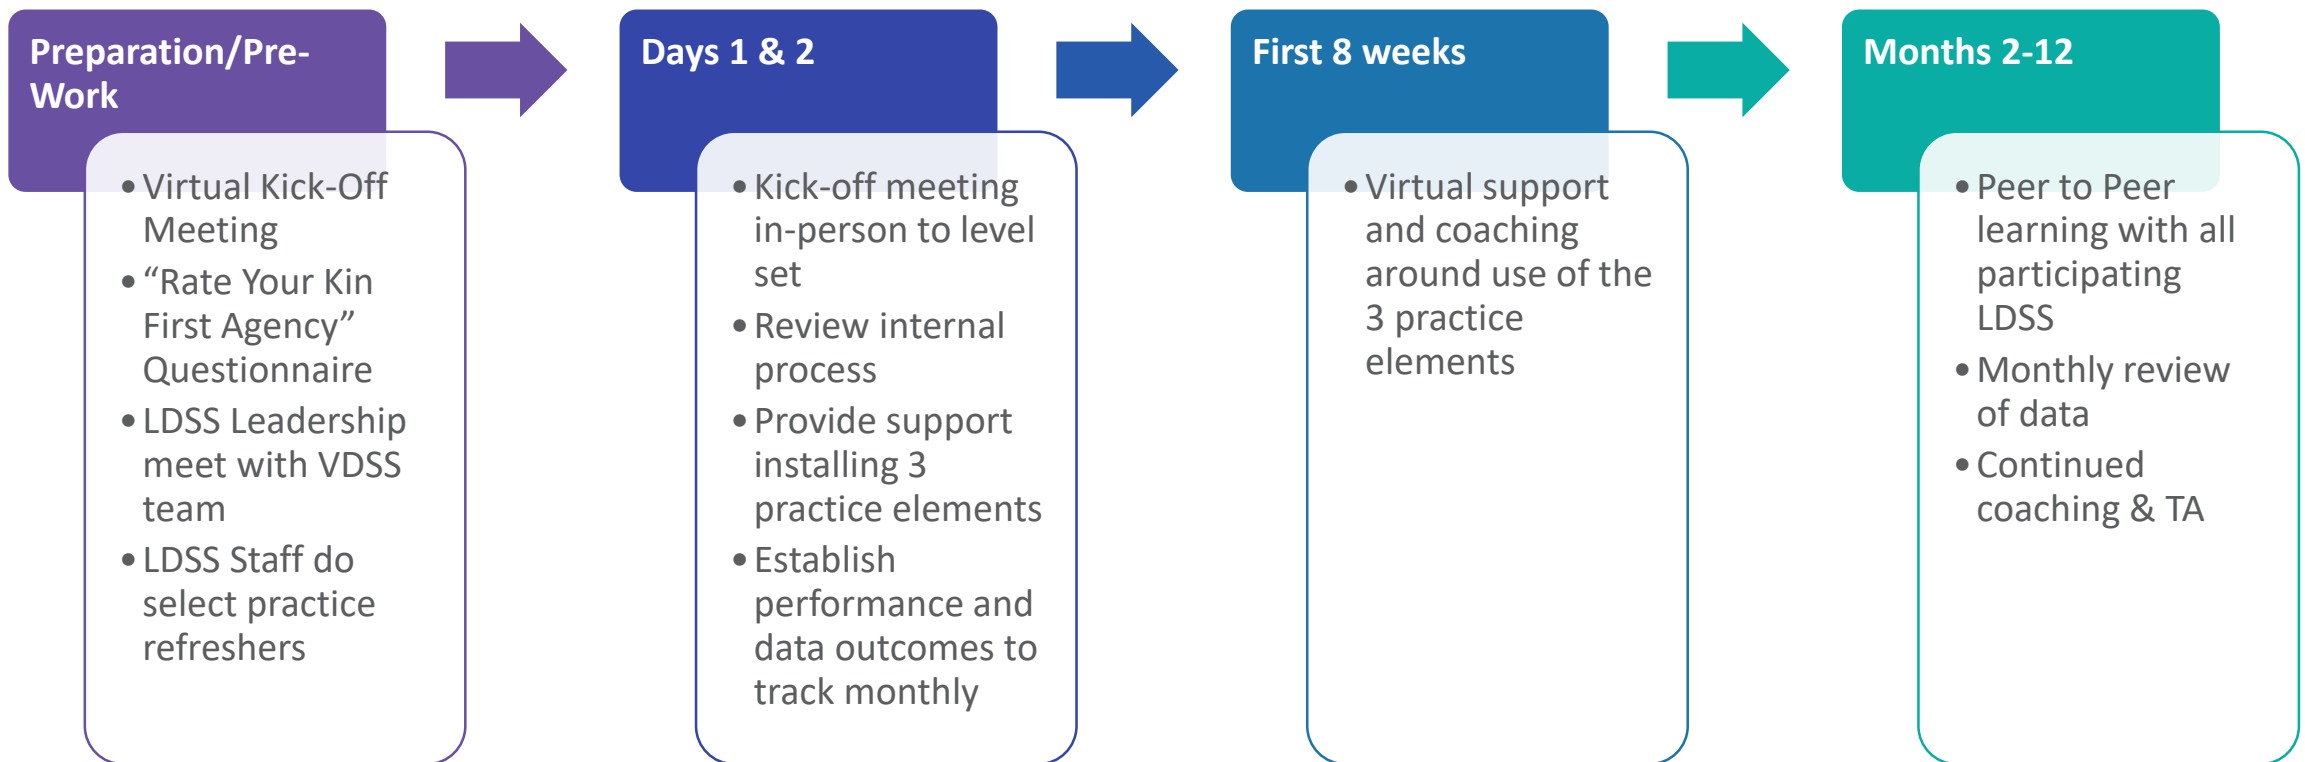 Preparation/Pre-
Work
• Virtual Kick-Off
Meeting
• “Rate Your Kin
First Agency”
Questionnaire
• LDSS Leadership
meet with VDSS
team
• LDSS Staff do
select practice
refreshers
Days 1 & 2
• Kick-off meeting
in-person to level
set
• Review internal
process
• Provide support
installing 3
practice elements
• Establish
performance and
data outcomes to
track monthly
First 8 weeks
• Virtual support
and coaching
around use of the
3 practice
elements
Months 2-12
• Peer to Peer
learning with all
participating
LDSS
• Monthly review
of data
• Continued
coaching & TA